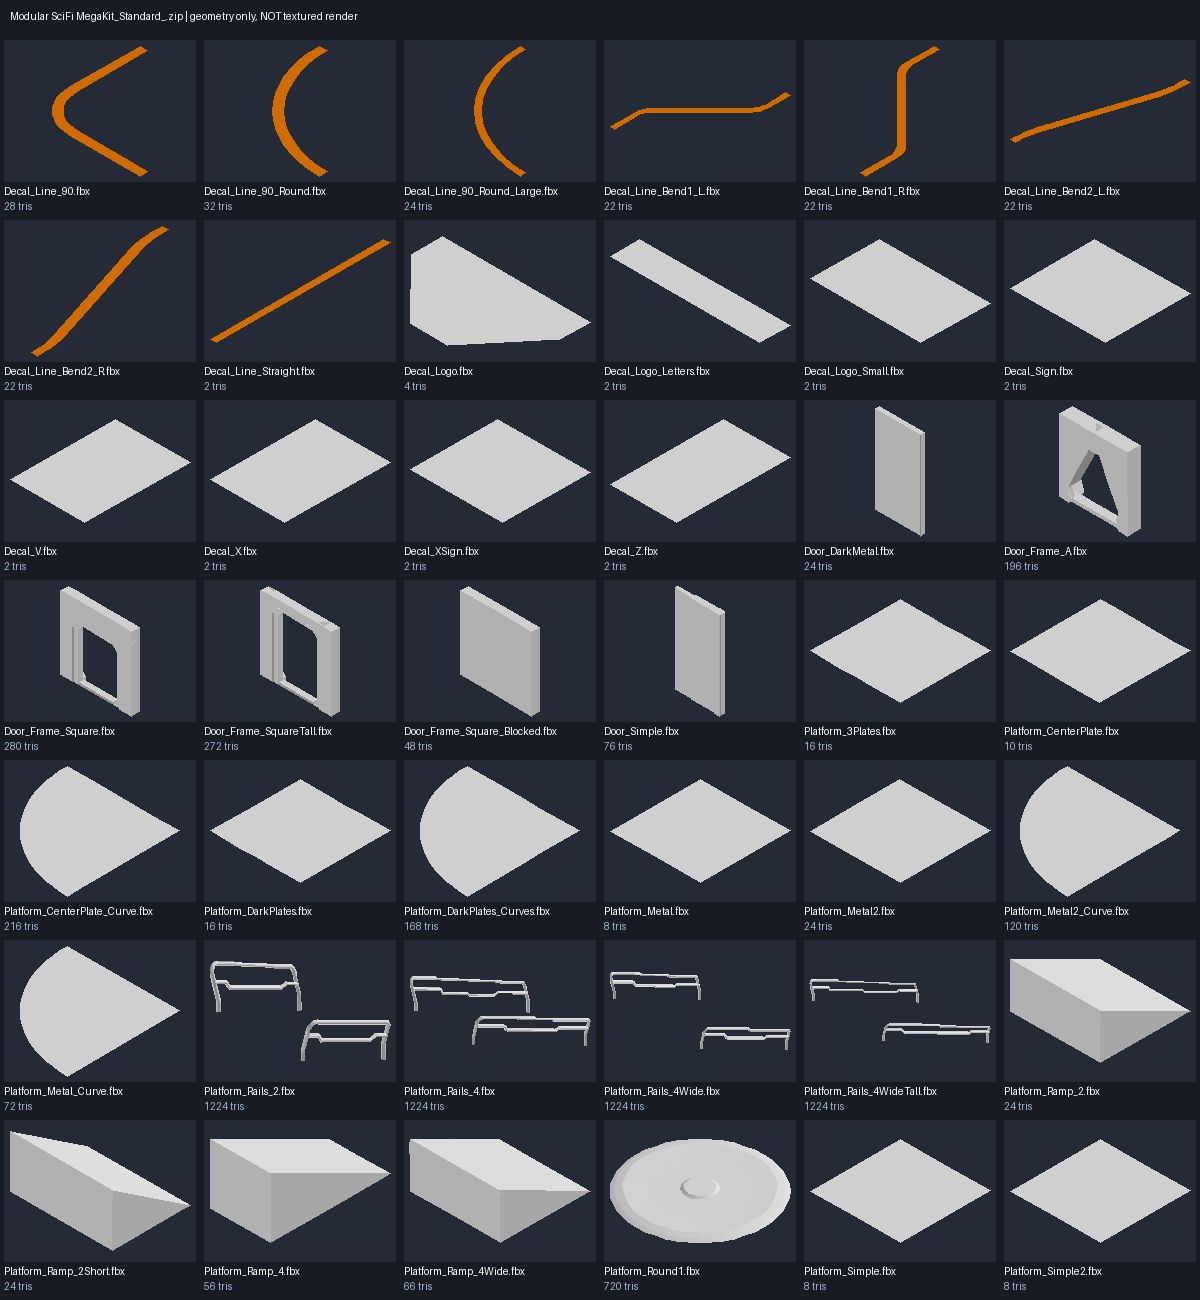 Modular SciFi MegaKit_Standard_.zip | geometry only, NOT textured render
Decal_Line_90.fbx
28 tris
Decal_Line_90_Round.fbx
32 tris
Decal_Line_90_Round_Large.fbx
24 tris
Decal_Line_Bend1_L.fbx
22 tris
Decal_Line_Bend1_R.fbx
22 tris
Decal_Line_Bend2_L.fbx
22 tris
Decal_Line_Bend2_R.fbx
22 tris
Decal_Line_Straight.fbx
2 tris
Decal_Logo.fbx
4 tris
Decal_Logo_Letters.fbx
2 tris
Decal_Logo_Small.fbx
2 tris
Decal_Sign.fbx
2 tris
Decal_V.fbx
2 tris
Decal_X.fbx
2 tris
Decal_XSign.fbx
2 tris
Decal_Z.fbx
2 tris
Door_DarkMetal.fbx
24 tris
Door_Frame_A.fbx
196 tris
Door_Frame_Square.fbx
280 tris
Door_Frame_SquareTall.fbx
272 tris
Door_Frame_Square_Blocked.fbx
48 tris
Door_Simple.fbx
76 tris
Platform_3Plates.fbx
16 tris
Platform_CenterPlate.fbx
10 tris
Platform_CenterPlate_Curve.fbx
216 tris
Platform_DarkPlates.fbx
16 tris
Platform_DarkPlates_Curves.fbx
168 tris
Platform_Metal.fbx
8 tris
Platform_Metal2.fbx
24 tris
Platform_Metal2_Curve.fbx
120 tris
Platform_Metal_Curve.fbx
72 tris
Platform_Rails_2.fbx
1224 tris
Platform_Rails_4.fbx
1224 tris
Platform_Rails_4Wide.fbx
1224 tris
Platform_Rails_4WideTall.fbx
1224 tris
Platform_Ramp_2.fbx
24 tris
Platform_Ramp_2Short.fbx
24 tris
Platform_Ramp_4.fbx
56 tris
Platform_Ramp_4Wide.fbx
66 tris
Platform_Round1.fbx
720 tris
Platform_Simple.fbx
8 tris
Platform_Simple2.fbx
8 tris